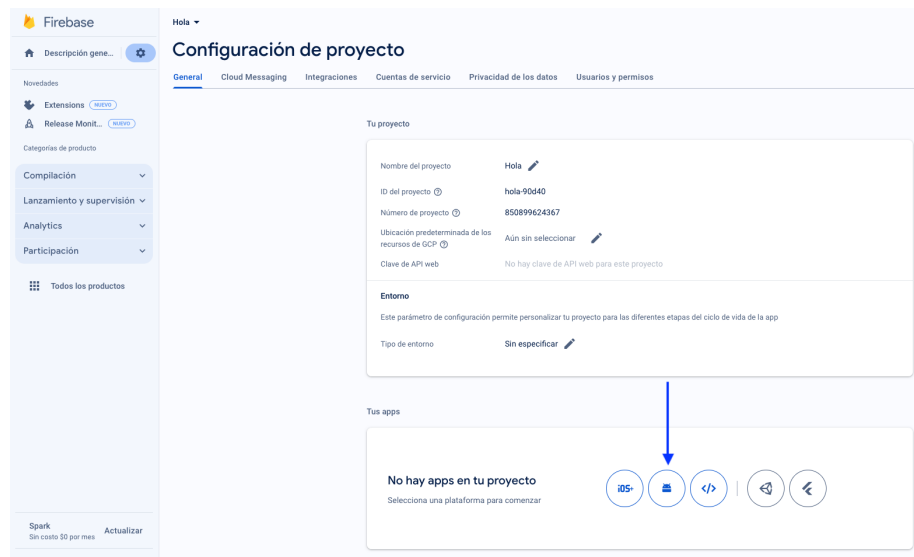 Firebase
Descripción gene...
Novedades
Extensions NUEVO
Release Monit... NUEVO
Categorías de producto
Compilación
Lanzamiento y supervisión
Analytics
Participación
Todos los productos
Spark
Sin costo $0 por mes
Actualizar
Hola
Configuración de proyecto
General Cloud Messaging Integraciones Cuentas de servicio Privacidad de los datos Usuarios y permisos
Tu proyecto
Nombre del proyecto Hola
ID del proyecto hola-90d40
Número de proyecto 850899624367
Ubicación predeterminada de los
recursos de GCP Aún sin seleccionar
Clave de API web No hay clave de API web para este proyecto
Entorno
Este parámetro de configuración permite personalizar tu proyecto para las diferentes etapas del ciclo de vida de la app
Tipo de entorno Sin especificar
Tus apps
No hay apps en tu proyecto
Selecciona una plataforma para comenzar
iOS+ </>